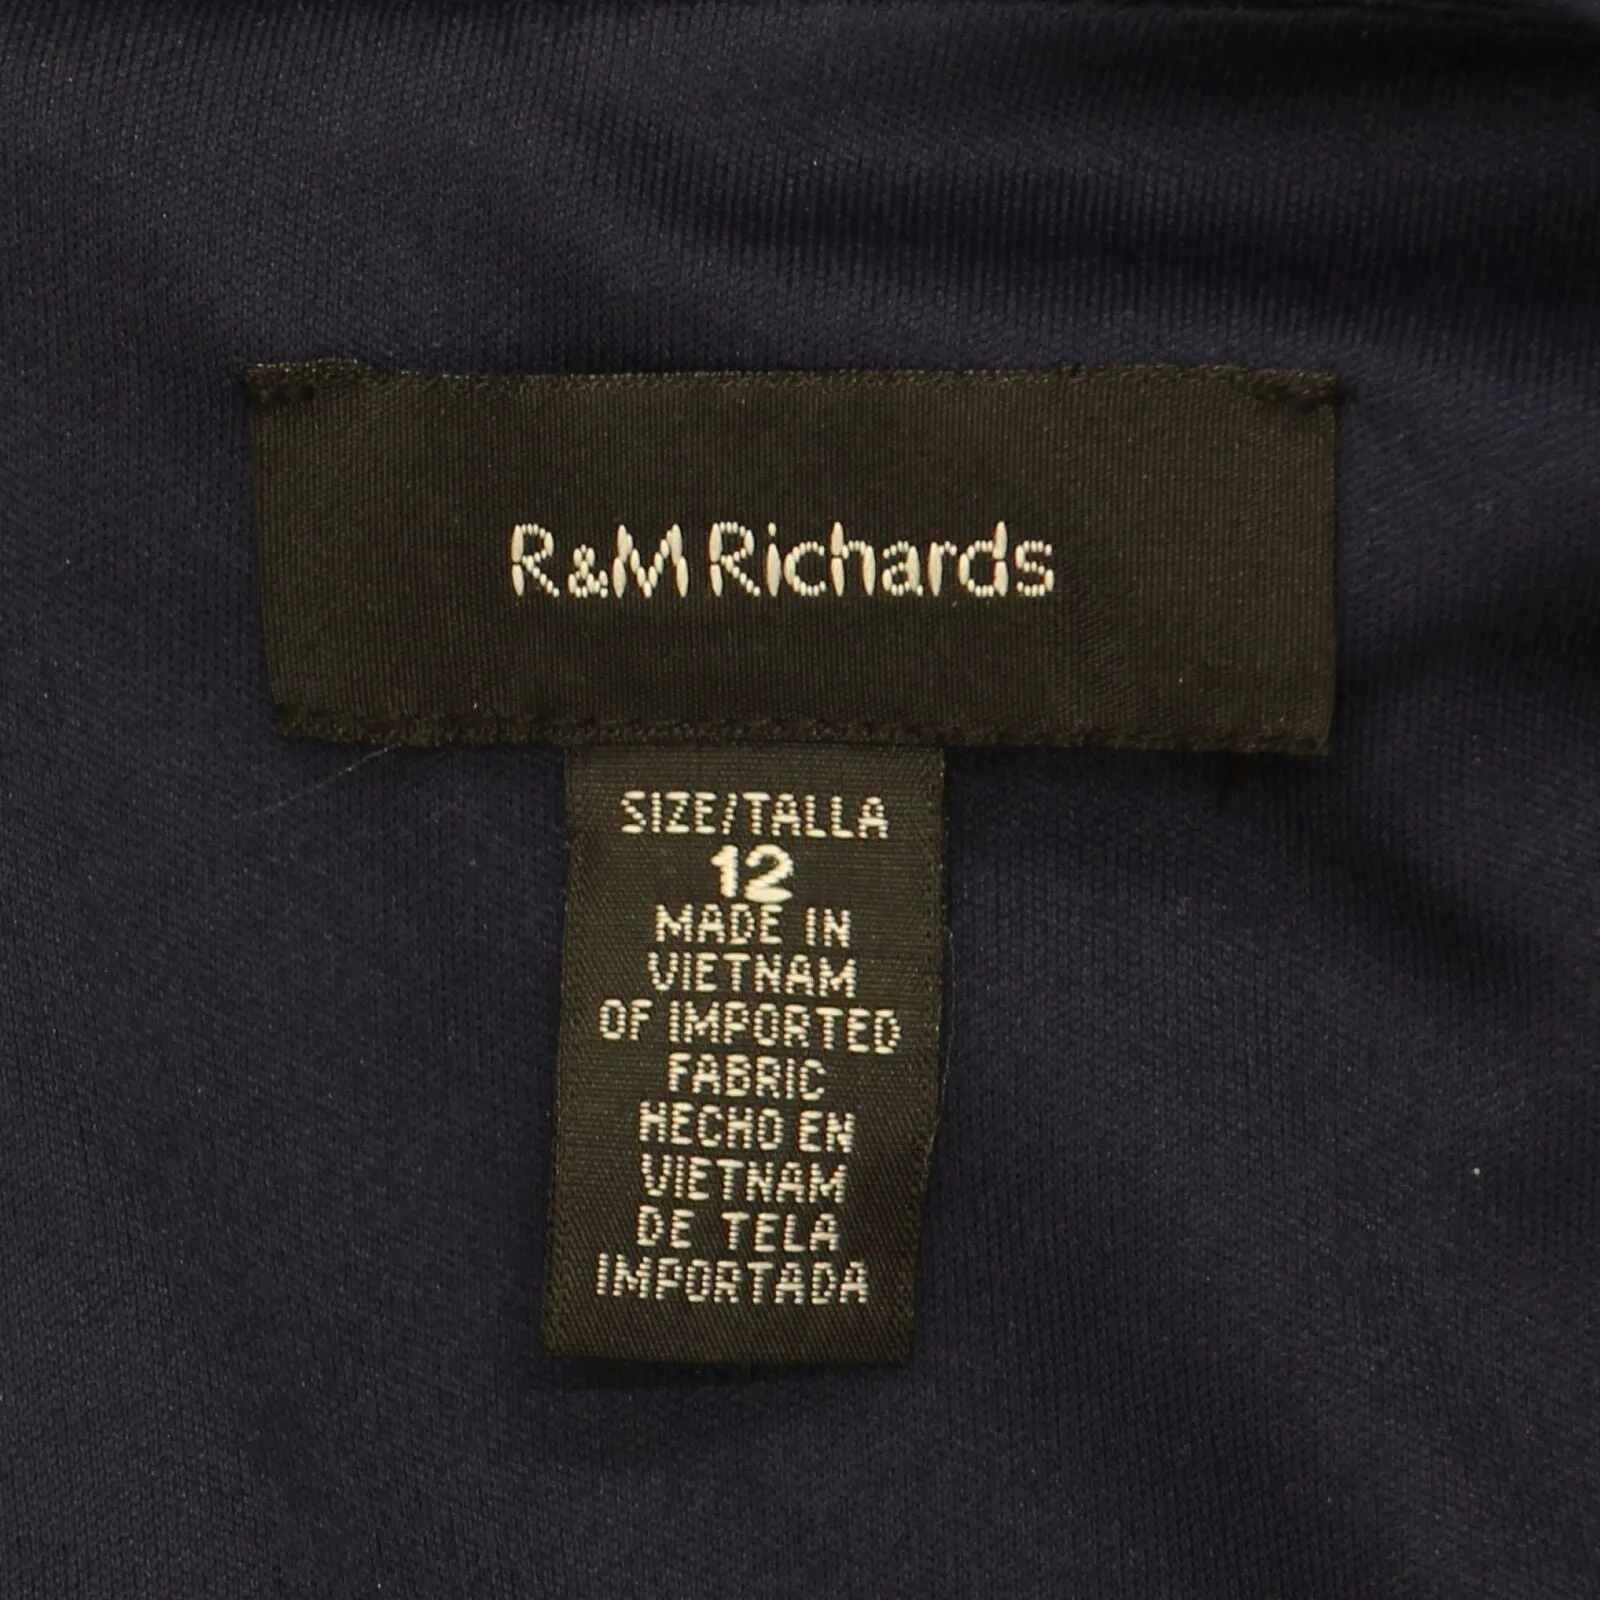 R&M Richards
SIZE/TALLA
12
MADE IN
VIETNAM
OF IMPORTED
FABRIC
HECHO EN
VIETNAM
DE TELA
IMPORTADA